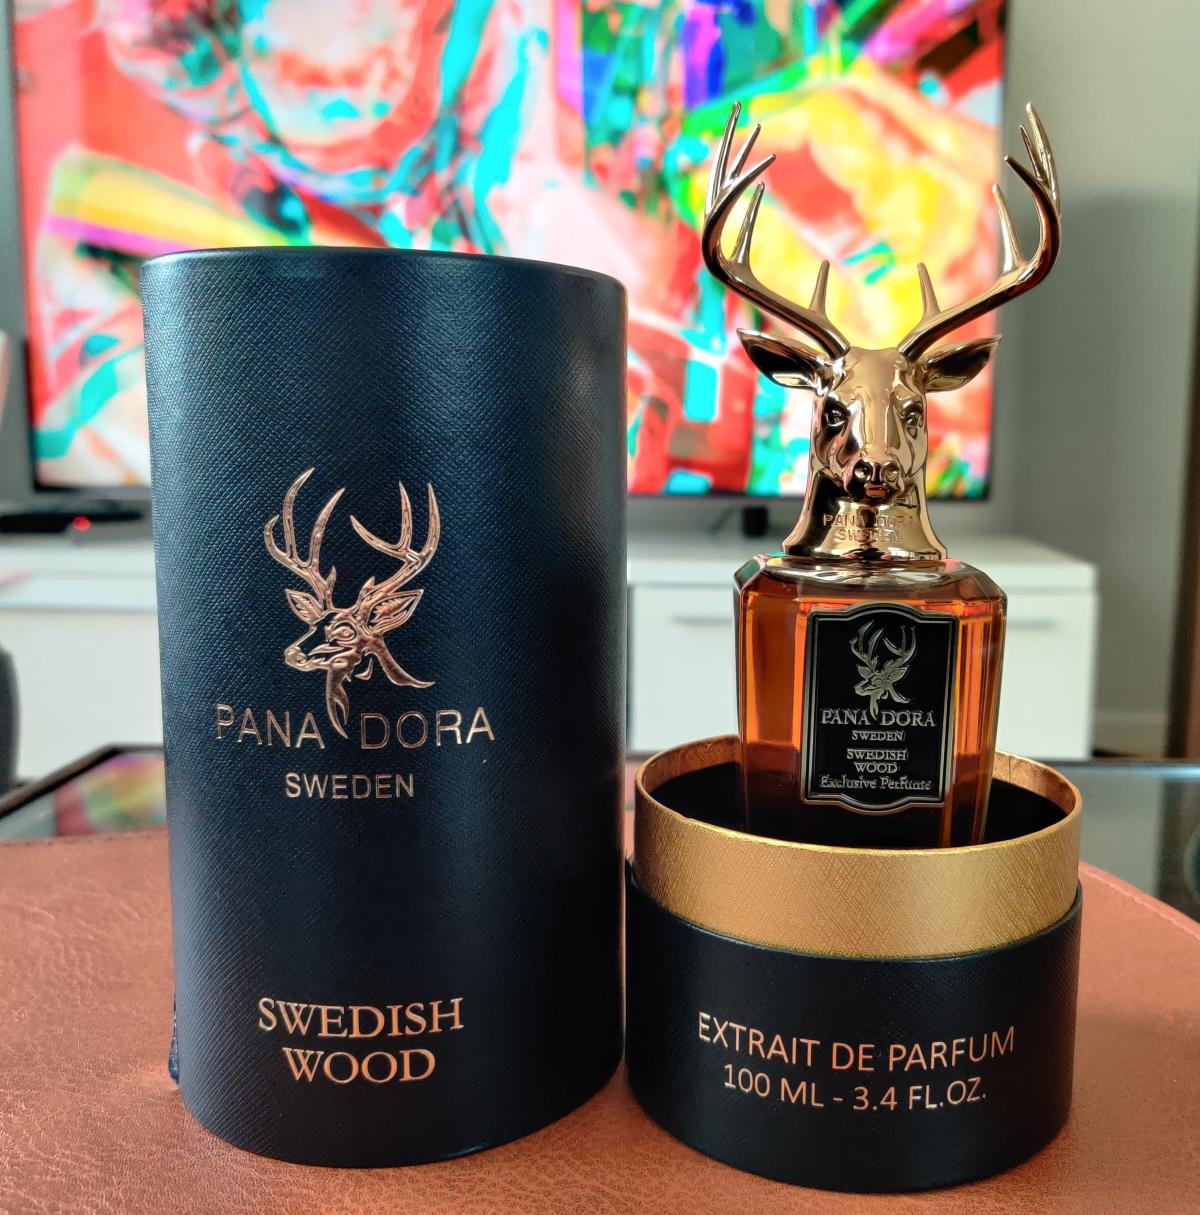 PANA DORA
SWEDEN
SWEDISH
WOOD
PANA DORA
SWEDEN
PANA DORA
SWEDEN
SWEDISH
WOOD
Exclusive Perfume
EXTRAIT DE PARFUM
100 ML - 3.4 FL.OZ.